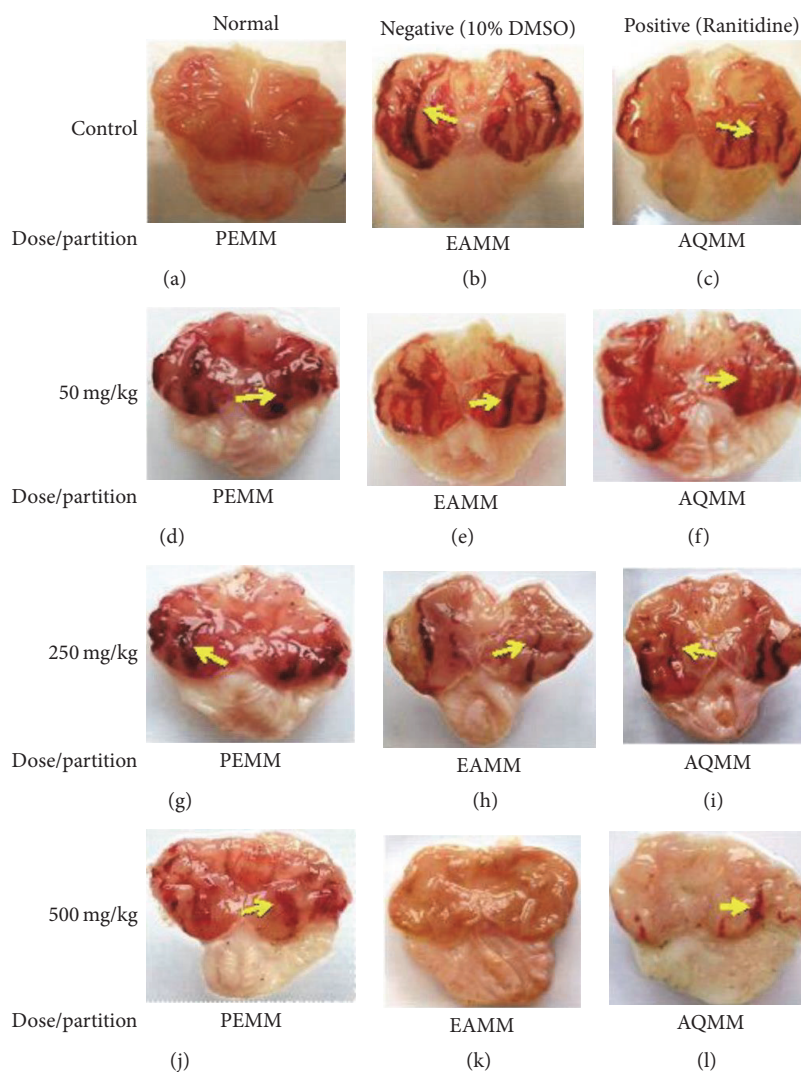 Normal
Negative (10% DMSO)
Positive (Ranitidine)
Control
Dose/partition
PEMM
EAMM
AQMM
(a)
(b)
(c)
50 mg/kg
Dose/partition
PEMM
EAMM
AQMM
(d)
(e)
(f)
250 mg/kg
Dose/partition
PEMM
EAMM
AQMM
(g)
(h)
(i)
500 mg/kg
Dose/partition
PEMM
EAMM
AQMM
(j)
(k)
(l)